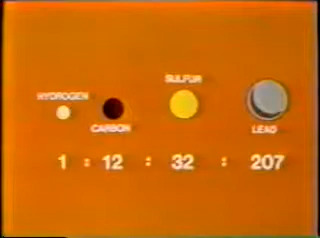 SULFUR
HYDROGEN
CARBON
LEAD
1 : 12 : 32 : 207